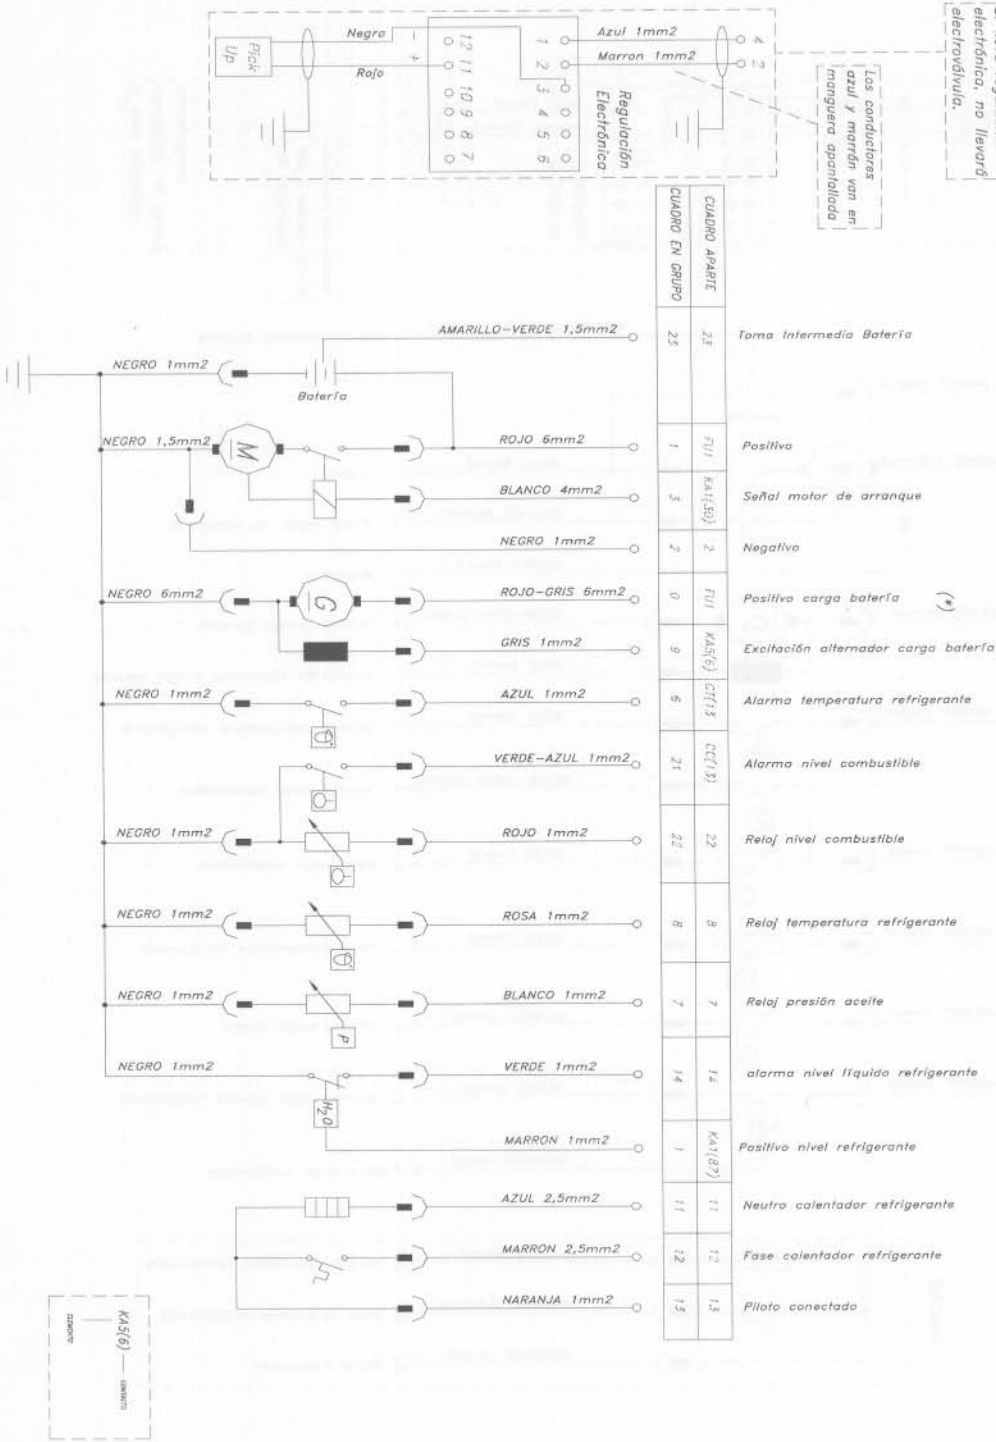 electrónica, no llevará
electroválvula.
Los conductores
azul y marrón van en
manguera apantallada
Pick
Up
Negro
Rojo
-
+
12 11 10 9 8 7
1 2 3 4 5 6
Regulación
Electrónica
Azul 1mm2
Marron 1mm2
4
2
CUADRO EN GRUPO
CUADRO APARTE
AMARILLO-VERDE 1,5mm2 23 23 Toma Intermedia Batería
NEGRO 1mm2
Batería
NEGRO 1,5mm2 M ROJO 6mm2 1 FU1 Positivo
BLANCO 4mm2 3 KA1(30) Señal motor de arranque
NEGRO 1mm2 2 2 Negativo
NEGRO 6mm2 G ROJO-GRIS 6mm2 0 FU1 Positivo carga batería (*)
GRIS 1mm2 9 KA5(6) Excitación alternador carga batería
NEGRO 1mm2 AZUL 1mm2 6 CT(13 Alarma temperatura refrigerante
VERDE-AZUL 1mm2 21 CC(13) Alarma nivel combustible
NEGRO 1mm2 ROJO 1mm2 22 22 Reloj nivel combustible
NEGRO 1mm2 ROSA 1mm2 8 8 Reloj temperatura refrigerante
NEGRO 1mm2 P BLANCO 1mm2 7 7 Reloj presión aceite
NEGRO 1mm2 H2O VERDE 1mm2 14 14 alarma nivel líquido refrigerante
MARRON 1mm2 1 KA1(87) Positivo nivel refrigerante
AZUL 2,5mm2 11 11 Neutro calentador refrigerante
MARRON 2,5mm2 12 12 Fase calentador refrigerante
NARANJA 1mm2 13 13 Piloto conectado
KA5(6) CONTACTO
ELEMENTO